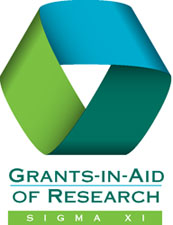 GRANTS-IN-AID
OF RESEARCH
SIGMA XI